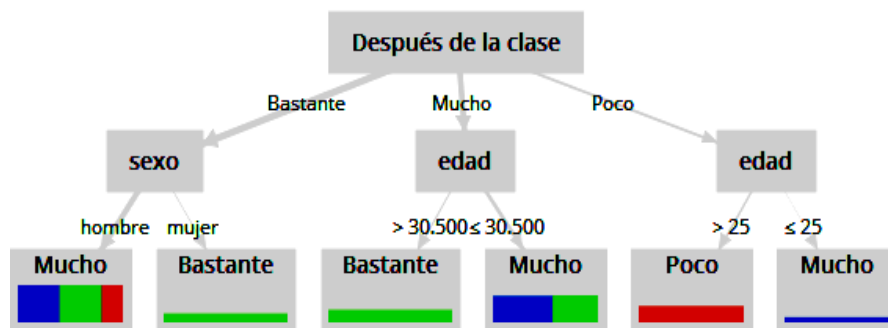 Después de la clase
Bastante Mucho Poco
sexo edad edad
hombre mujer > 30.500 ≤ 30.500 > 25 ≤ 25
Mucho Bastante Bastante Mucho Poco Mucho